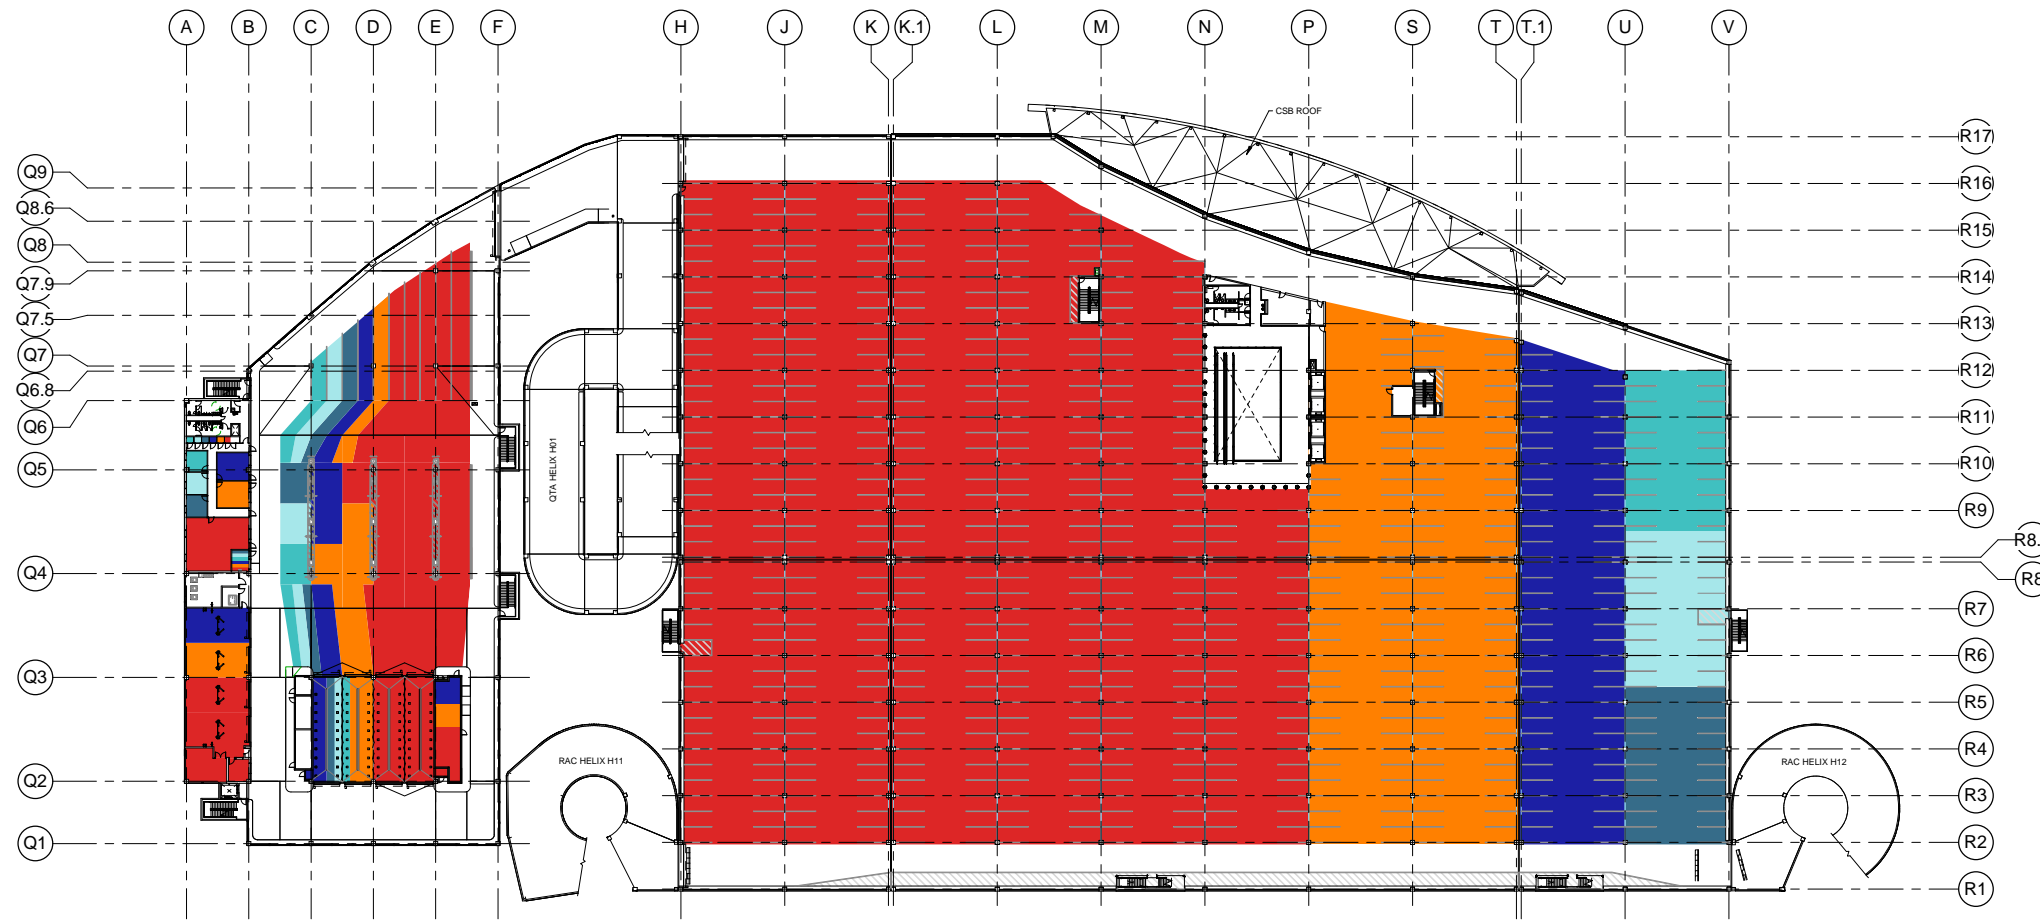 A B C D E F H J K K.1 L M N P S T T.1 U V
CSB ROOF
Q9
Q8.6
Q8
Q7.9
Q7.5
Q7
Q6.8
Q6
Q5
Q4
Q3
Q2
Q1
R17
R16
R15
R14
R13
R12
R11
R10
R9
R8.
R8
R7
R6
R5
R4
R3
R2
R1
QTA HELIX H01
RAC HELIX H11
RAC HELIX H12